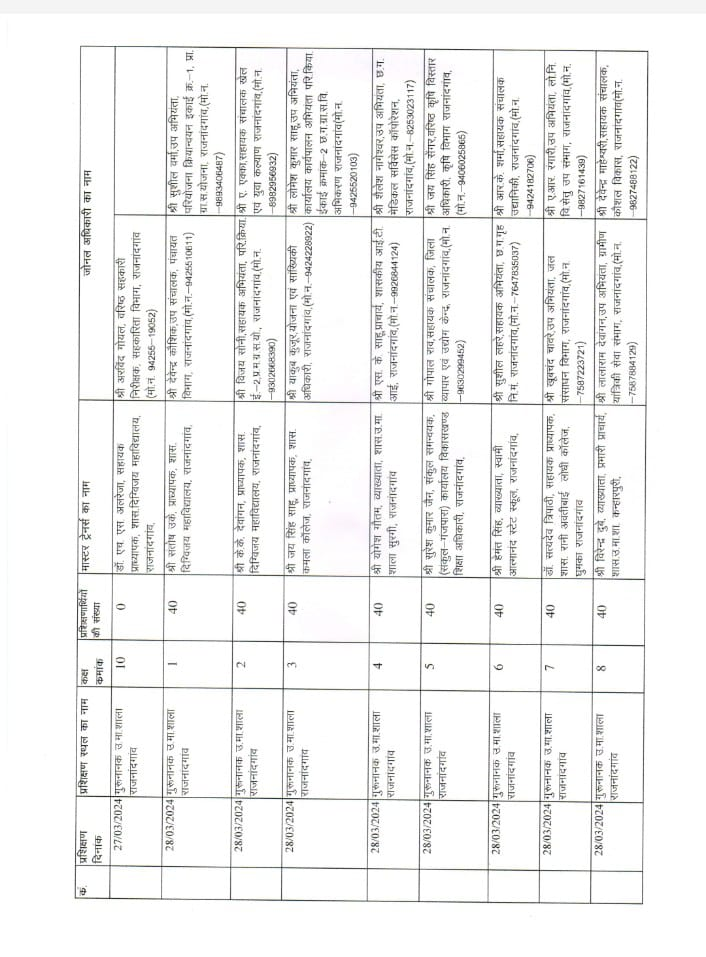 क. प्रशिक्षण दिनांक प्रशिक्षण स्थल का नाम कक्ष कमांक प्रशिक्षणार्थियों की संख्या मास्टर ट्रेनर्स का नाम जोनल अधिकारी का नाम
27/03/2024 गुरूनानक उ.मा.शाला राजनांदगांव 10 0 डॉ. एच एस अलरेजा, सहायक प्राध्यापक, शास.दिग्विजय महाविद्यालय, राजनांदगांव, श्री अरविंद गोयल, वरिष्ठ सहकारी निरीक्षक, सहकारिता विभाग, राजनांदगांव (मो.न. 94255-19052)
28/03/2024 गुरूनानक उ.मा.शाला राजनांदगांव 1 40 श्री संतोष उके, प्राध्यापक, शास. दिग्विजय महाविद्यालय, राजनांदगांव, श्री देवेन्द्र कौशिक,उप संचालक, पंचायत विभाग, राजनांदगांव,(मो.न.-9425510611) श्री सुशील वर्मा,उप अभियंता, परियोजना क्रियान्वयन इकाई क्र.-1, प्रा. ग्रा.स.योजना, राजनांदगांव,(मो.न. -9893406487)
28/03/2024 गुरूनानक उ.मा.शाला राजनांदगांव 2 40 श्री के.के. देवांगन, प्राध्यापक, शास. दिग्विजय महाविद्यालय, राजनांदगांव, श्री विजय सोनी,सहायक अभियंता, परि.क्रिया. ई.-2,प्र.म.ग्र.स.यो., राजनांदगांव,(मो.न. -9302668390) श्री ए. एक्का,सहायक संचालक खेल एवं युवा कल्याण राजनांदगांव,(मो.न. -8982956932)
28/03/2024 गुरूनानक उ.मा.शाला राजनांदगांव 3 40 श्री जय सिंह साहू, प्राध्यापक, शास. कमला कॉलेज, राजनांदगांव, श्री याकुब कुजूर,योजना एवं सांख्यिकी अधिकारी, राजनांदगांव,(मो.न.-9424228922) श्री लोमेश कुमार साहू,उप अभियंता, कार्यालय कार्यपालन अभियंता परि.क्रिया. ईकाई क्रमांक-2 छ.ग.ग्रा.स.वि. अभिकरण राजनांदगांव(मो.न. -9425520103)
28/03/2024 गुरूनानक उ.मा.शाला राजनांदगांव 4 40 श्री योगेश गौतम, व्याख्याता, शास.उ.मा. शाला सुरगी, राजनांदगांव श्री एस. के. साहू,प्राचार्य, शासकीय आई.टी. आई, राजनांदगांव,(मो.न.-9926844124) श्री शैलेश नागेश्वर,उप अभियंता, छ.ग. मेडिकल सर्विसेस कॉपोरेशन, राजनांदगांव,(मो.न.-8253023117)
28/03/2024 गुरूनानक उ.मा.शाला राजनांदगांव 5 40 श्री सुरेश कुमार जैन, संकुल समन्वयक, (संकुल-गंजपारा) कार्यालय विकासखण्ड शिक्षा अधिकारी, राजनांदगांव, श्री गोपाल राव,सहायक संचालक, जिला व्यापार एवं उद्योग केन्द्र, राजनांदगांव,(मो.न. -9630299452) श्री जय सिंह सेंगर,वरिष्ठ कृषि विस्तार अधिकारी, कृषि विभाग राजनांदगांव, (मो.न.-9406025865)
28/03/2024 गुरूनानक उ.मा.शाला राजनांदगांव 6 40 श्री हेमंत सिंह, व्याख्याता, स्वामी आत्मानंद स्टेट स्कूल, राजनांदगांव, श्री सुशील लाकरे,सहायक अभियंता, छ.ग.गृह नि.म. राजनांदगांव,(मो.न.-7647835037) श्री आर.के. शर्मा,सहायक संचालक उद्यानिकी, राजनांदगांव,(मो.न. -9424182706)
28/03/2024 गुरूनानक उ.मा.शाला राजनांदगांव 7 40 डॉ. सत्यदेव त्रिपाठी, सहायक प्राध्यापक, शास. रानी अवंतीबाई लोधी कॉलेज, घुमका राजनांदगांव श्री खूबचंद चावरे,उप अभियंता, जल संसाधन विभाग, राजनांदगांव,(मो.न. -7587223721) श्री ए.आर. रंगारी,उप अभियंता, लो.नि. वि.सेतु उप संभाग, राजनांदगांव,(मो.न. -9827161439)
28/03/2024 गुरूनानक उ.मा.शाला राजनांदगांव 8 40 श्री विरेन्द्र दुबे, व्याख्याता, प्रभारी प्राचार्य, शास.उ.मा.शा. कन्हारपुरी, श्री लालाराम देवांगन,उप अभियंता, ग्रामीण यांत्रिकी सेवा संभाग, राजनांदगांव,(मो.न. -7587884129) श्री देवेन्द्र माहेश्वरी,सहायक संचालक, कौशल विकास, राजनांदगांव(मो.न. -9827488122)